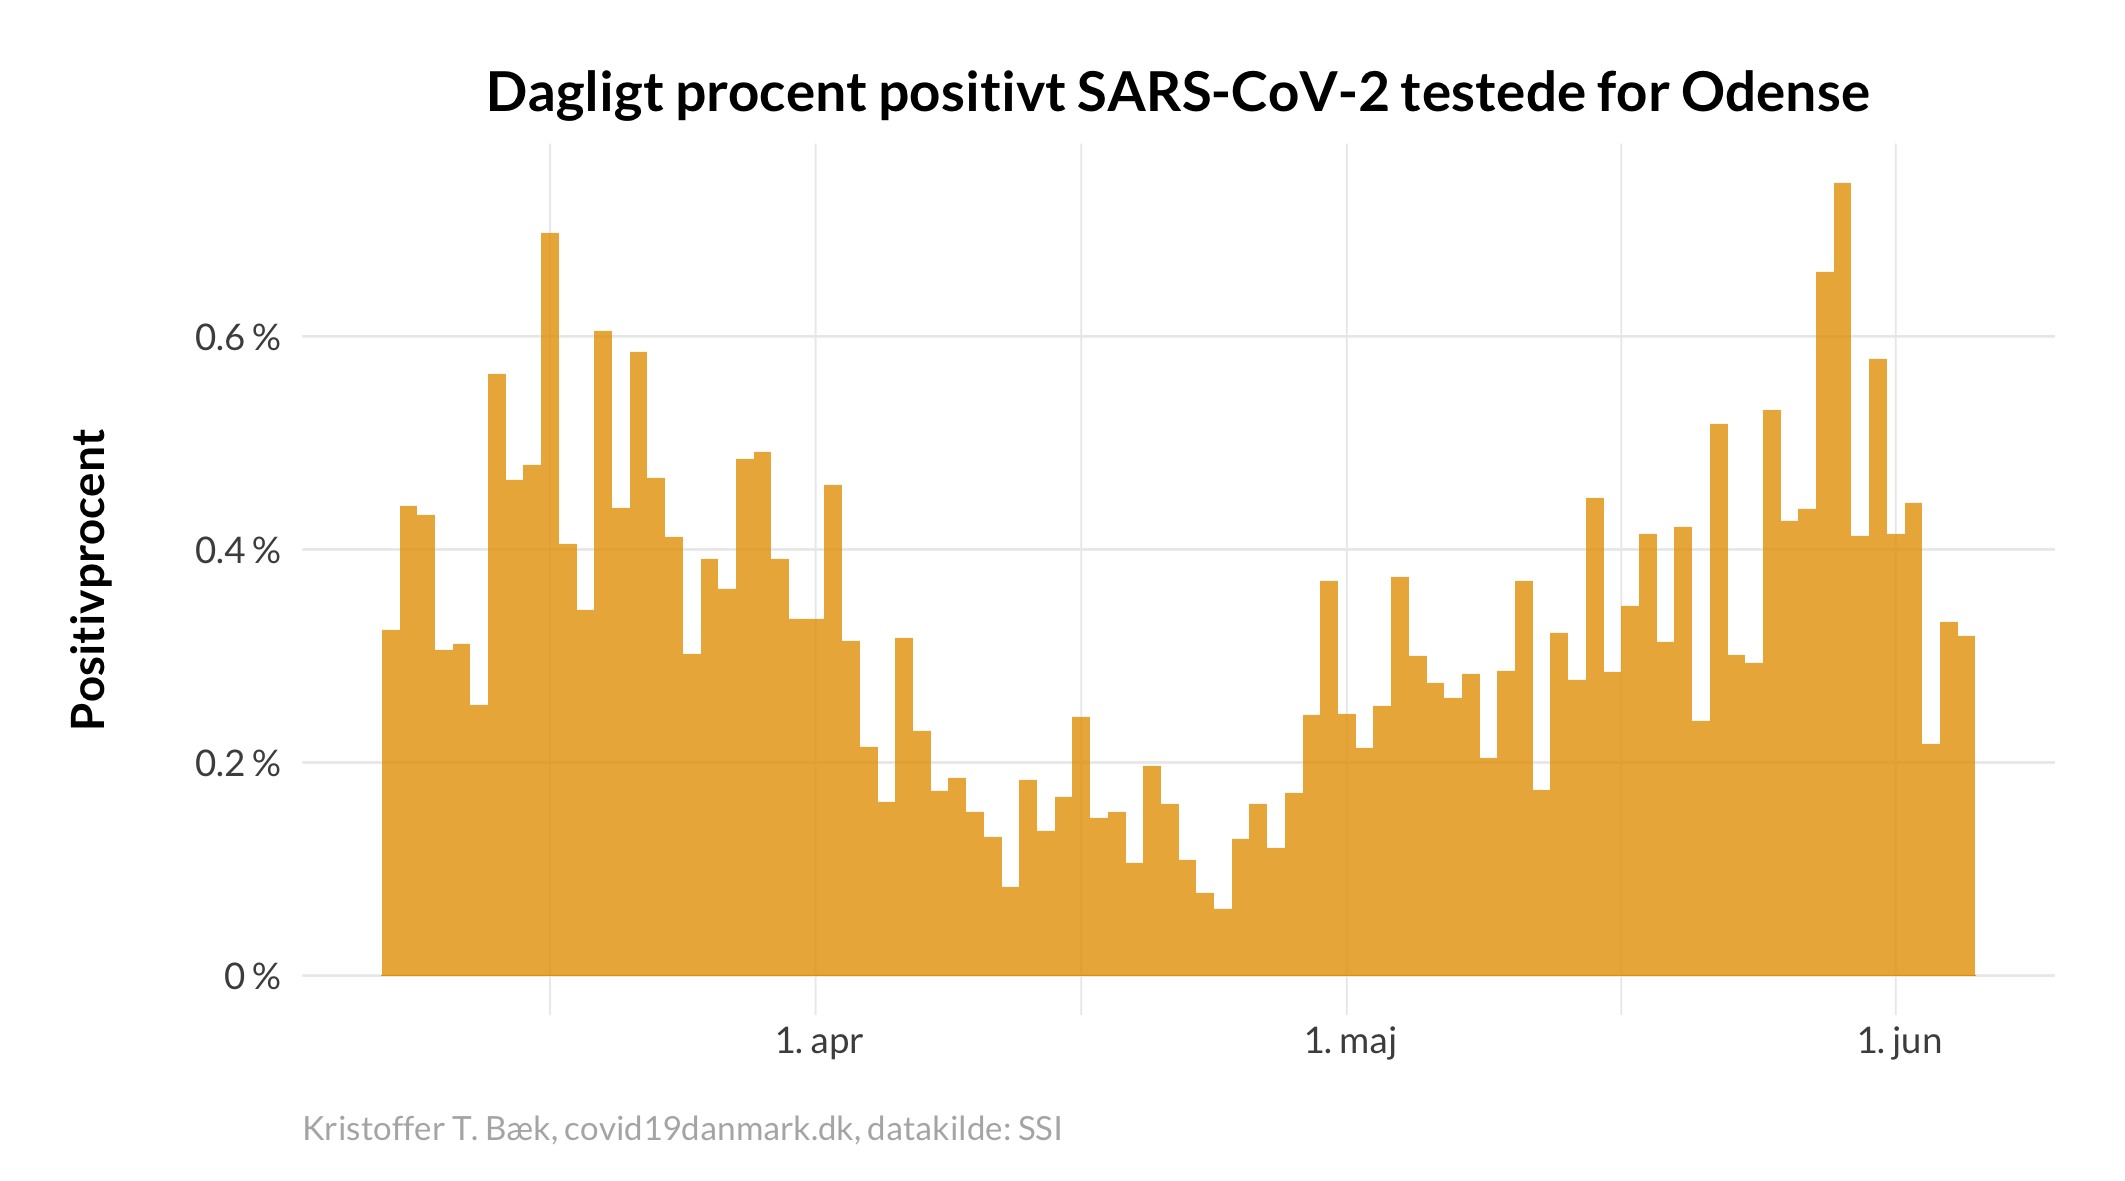 Dagligt procent positivt SARS-CoV-2 testede for Odense
Positivprocent
0.6 %
0.4 %
0.2 %
0 %
1. apr
1. maj
1. jun
Kristoffer T. Bæk, covid19danmark.dk, datakilde: SSI